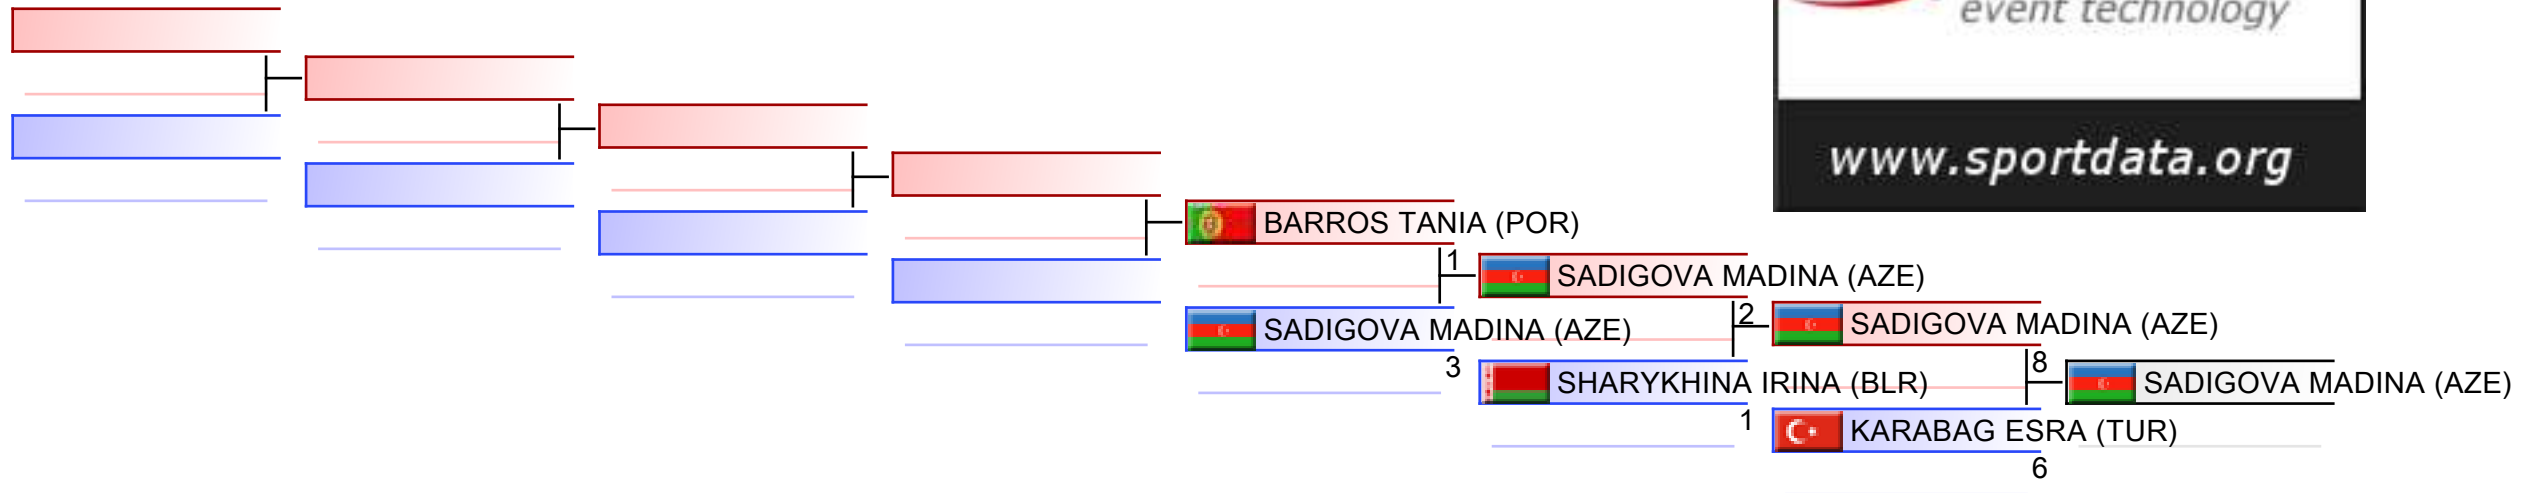 event technology
www.sportdata.org
BARROS TANIA (POR)
1
SADIGOVA MADINA (AZE)
3
SADIGOVA MADINA (AZE)
2
SHARYKHINA IRINA (BLR)
1
SADIGOVA MADINA (AZE)
8
KARABAG ESRA (TUR)
6
SADIGOVA MADINA (AZE)